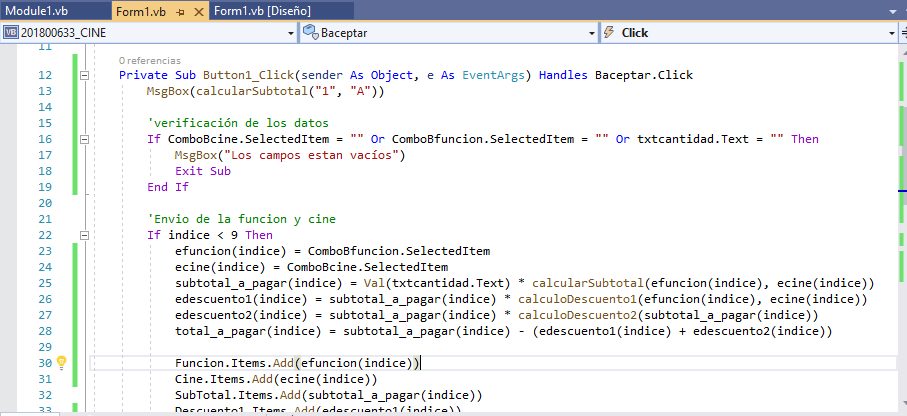 Module1.vb Form1.vb Form1.vb [Diseño]
201800633_CINE Baceptar Click
11
0 referencias
12 Private Sub Button1_Click(sender As Object, e As EventArgs) Handles Baceptar.Click
13 MsgBox(calcularSubtotal("1", "A"))
14
15 'verificación de los datos
16 If ComboBcine.SelectedItem = "" Or ComboBfuncion.SelectedItem = "" Or txtcantidad.Text = "" Then
17 MsgBox("Los campos estan vacíos")
18 Exit Sub
19 End If
20
21 'Envio de la funcion y cine
22 If indice < 9 Then
23 efuncion(indice) = ComboBfuncion.SelectedItem
24 ecine(indice) = ComboBcine.SelectedItem
25 subtotal_a_pagar(indice) = Val(txtcantidad.Text) * calcularSubtotal(efuncion(indice), ecine(indice))
26 edescuento1(indice) = subtotal_a_pagar(indice) * calculoDescuento1(efuncion(indice), ecine(indice))
27 edescuento2(indice) = subtotal_a_pagar(indice) * calculoDescuento2(subtotal_a_pagar(indice))
28 total_a_pagar(indice) = subtotal_a_pagar(indice) - (edescuento1(indice) + edescuento2(indice))
29
30 Funcion.Items.Add(efuncion(indice))
31 Cine.Items.Add(ecine(indice))
32 SubTotal.Items.Add(subtotal_a_pagar(indice))
33 Descuento1.Items.Add(edescuento1(indice))